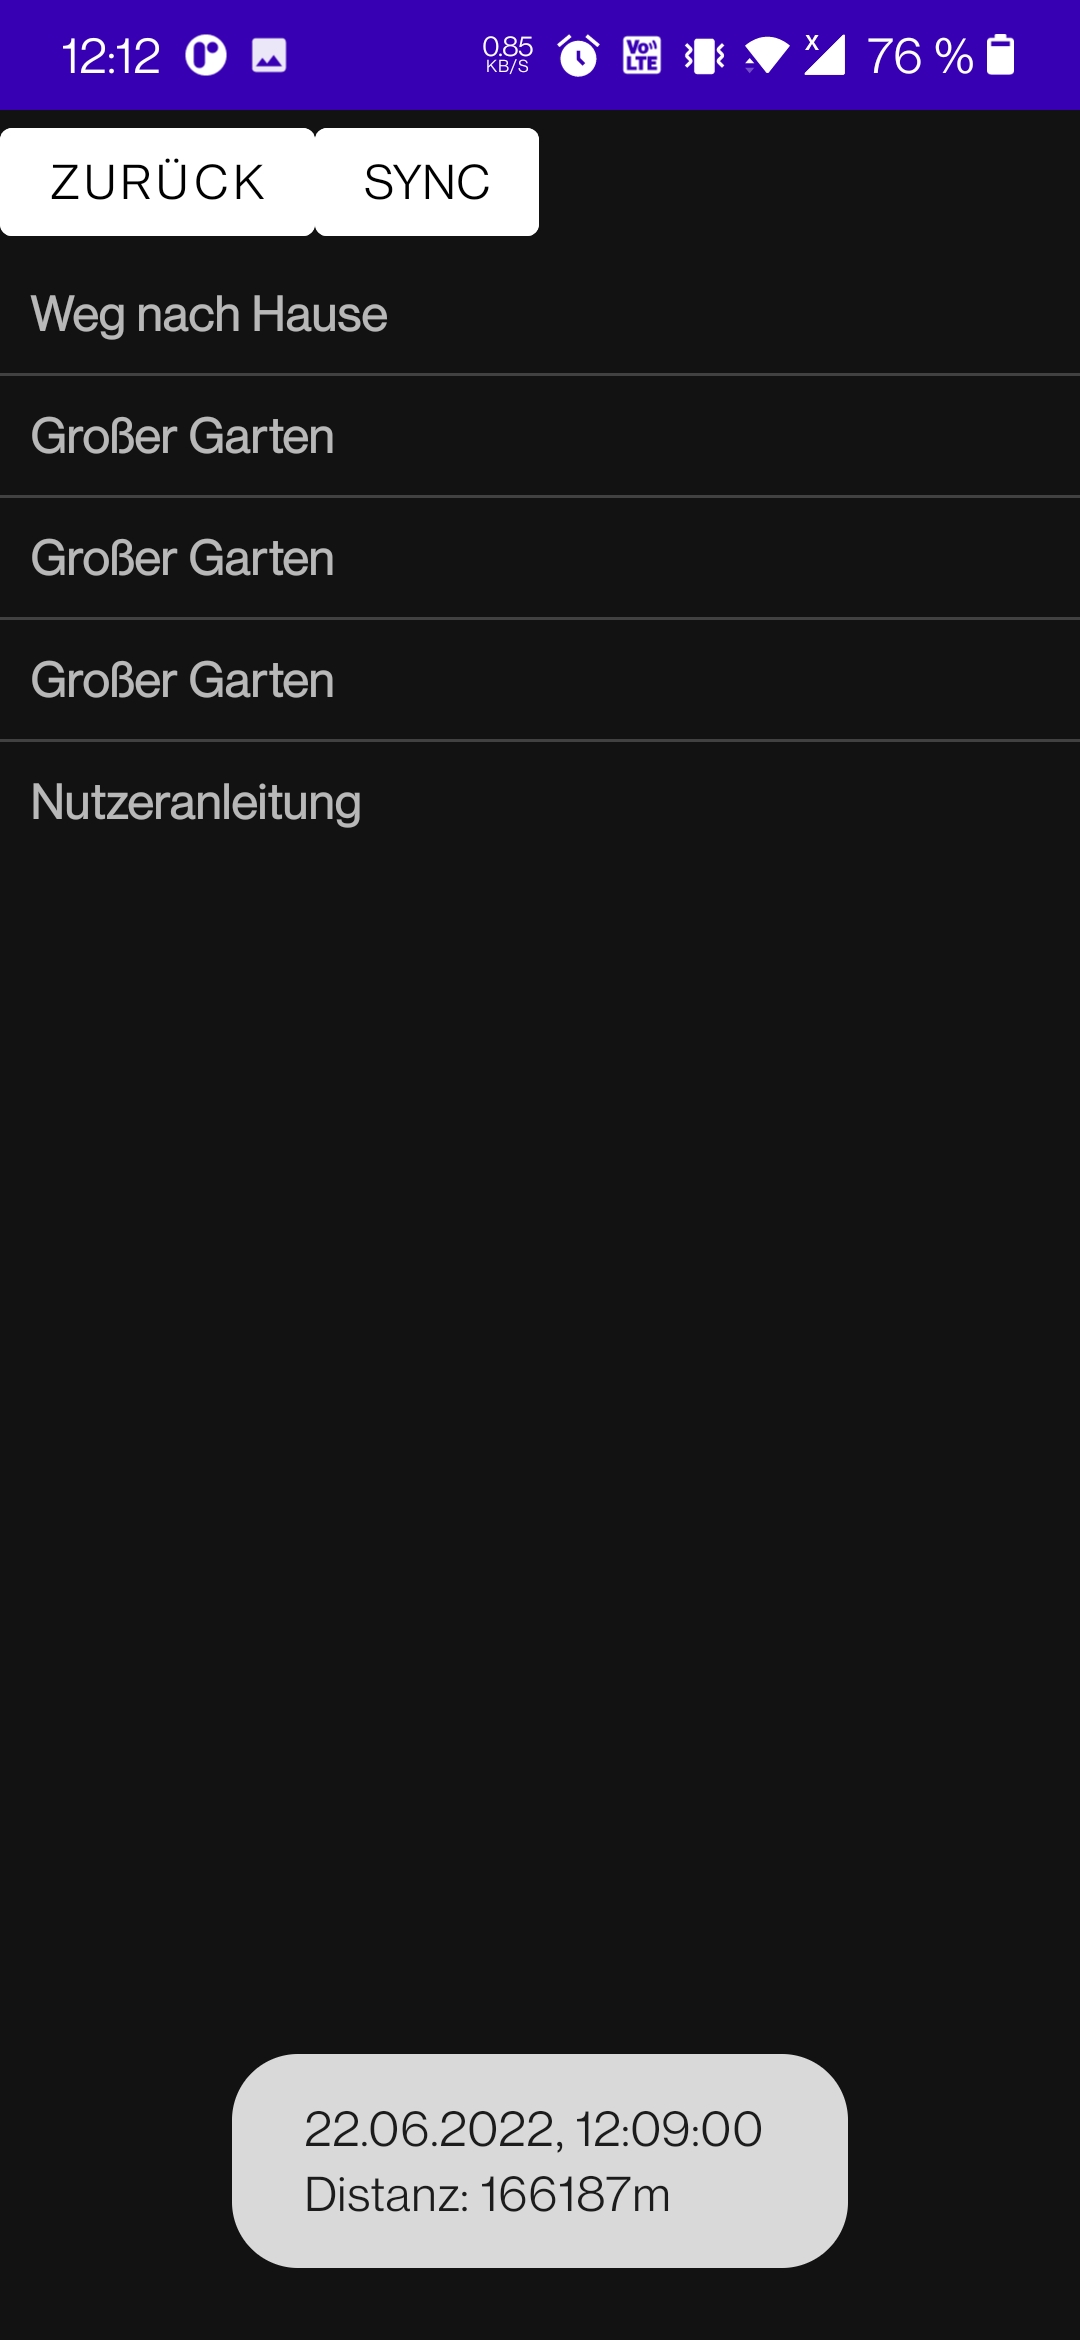 12:12
0.85
KB/S
Vo))
LTE
X
76 %
ZURÜCK
SYNC
Weg nach Hause
Großer Garten
Großer Garten
Großer Garten
Nutzeranleitung
22.06.2022, 12:09:00
Distanz: 166187m